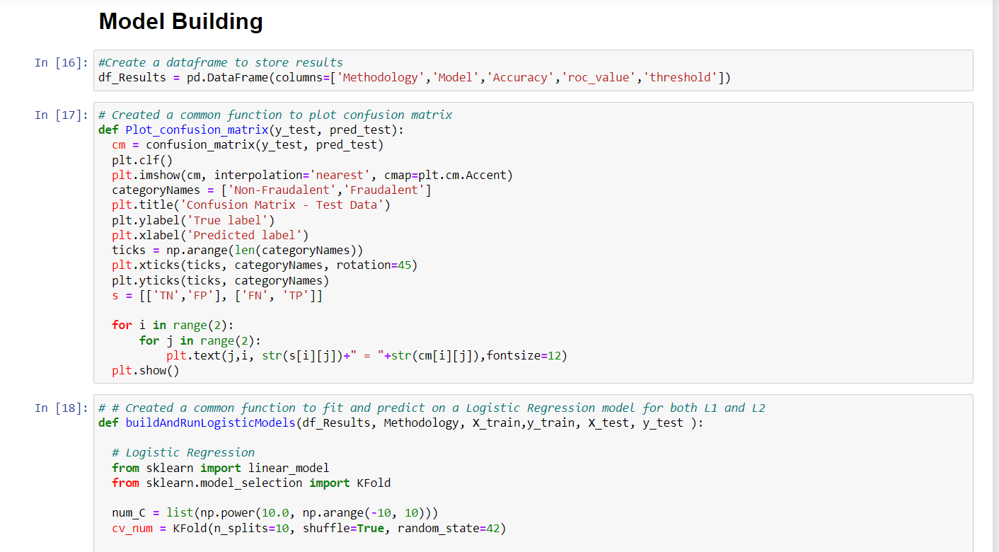 Model Building
In [16]: #Create a dataframe to store results
df_Results = pd.DataFrame(columns=['Methodology','Model','Accuracy','roc_value','threshold'])
In [17]: # Created a common function to plot confusion matrix
def Plot_confusion_matrix(y_test, pred_test):
  cm = confusion_matrix(y_test, pred_test)
  plt.clf()
  plt.imshow(cm, interpolation='nearest', cmap=plt.cm.Accent)
  categoryNames = ['Non-Fraudalent','Fraudalent']
  plt.title('Confusion Matrix - Test Data')
  plt.ylabel('True label')
  plt.xlabel('Predicted label')
  ticks = np.arange(len(categoryNames))
  plt.xticks(ticks, categoryNames, rotation=45)
  plt.yticks(ticks, categoryNames)
  s = [['TN','FP'], ['FN', 'TP']]
  for i in range(2):
      for j in range(2):
          plt.text(j,i, str(s[i][j])+" = "+str(cm[i][j]),fontsize=12)
  plt.show()
In [18]: # # Created a common function to fit and predict on a Logistic Regression model for both L1 and L2
def buildAndRunLogisticModels(df_Results, Methodology, X_train,y_train, X_test, y_test ):
  # Logistic Regression
  from sklearn import linear_model
  from sklearn.model_selection import KFold
  num_C = list(np.power(10.0, np.arange(-10, 10)))
  cv_num = KFold(n_splits=10, shuffle=True, random_state=42)